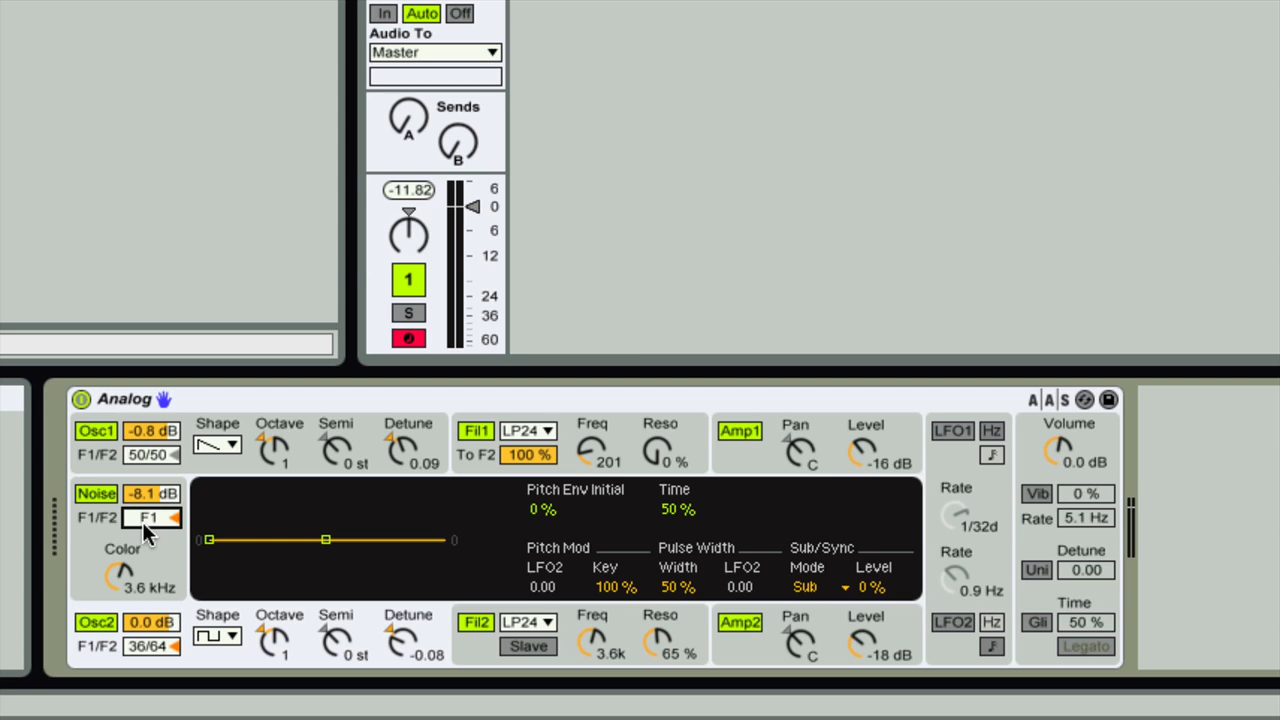 In Auto Off
Audio To
Master
Sends
A
B
-11.82
6
0
6
12
24
36
60
1
S
Analog
A|A|S
Osc1 -0.8 dB Shape Octave Semi Detune
F1/F2 50/50 1 0 st 0.09
Fil1 LP24 Freq Reso
To F2 100 % 201 0 %
Amp1 Pan Level
C -16 dB
LFO1 Hz
Volume
0.0 dB
Noise -8.1 dB
F1/F2 F1
Color
3.6 kHz
0 0
Pitch Env Initial Time
0 % 50 %
Pitch Mod Pulse Width Sub/Sync
LFO2 Key Width LFO2 Mode Level
0.00 100 % 50 % 0.00 Sub 0 %
Rate
1/32d
Rate
0.9 Hz
Vib 0 %
Rate 5.1 Hz
Detune
Uni 0.00
Time
Osc2 0.0 dB Shape Octave Semi Detune
F1/F2 36/64 1 0 st -0.08
Fil2 LP24 Freq Reso
Slave 3.6k 65 %
Amp2 Pan Level
C -18 dB
LFO2 Hz
Gli 50 %
Legato